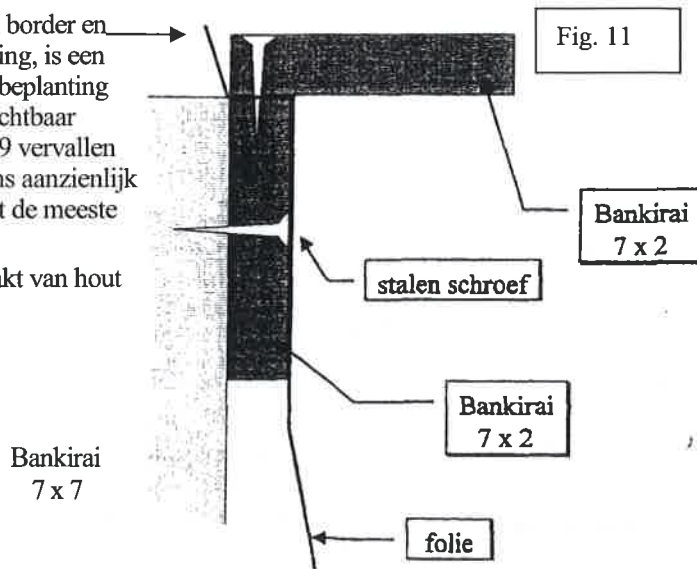 border en
ing, is een
beplanting
chtbaar
9 vervallen
ns aanzienlijk
t de meeste
akt van hout
Fig. 11
Bankirai
7 x 2
stalen schroef
Bankirai
7 x 2
Bankirai
7 x 7
folie